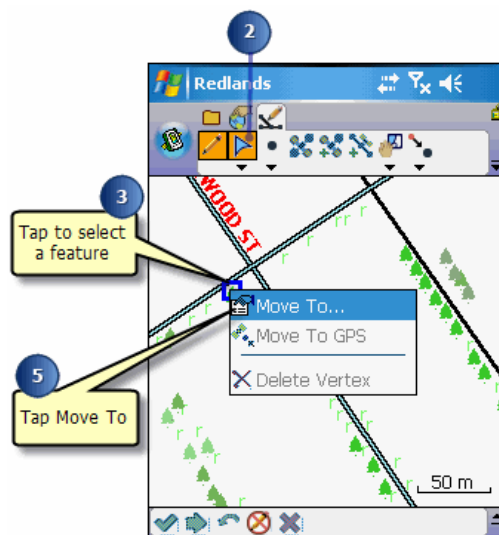 2
Redlands
3
WOOD ST
Tap to select
a feature
Move To...
Move To GPS
5
Delete Vertex
Tap Move To
50 m